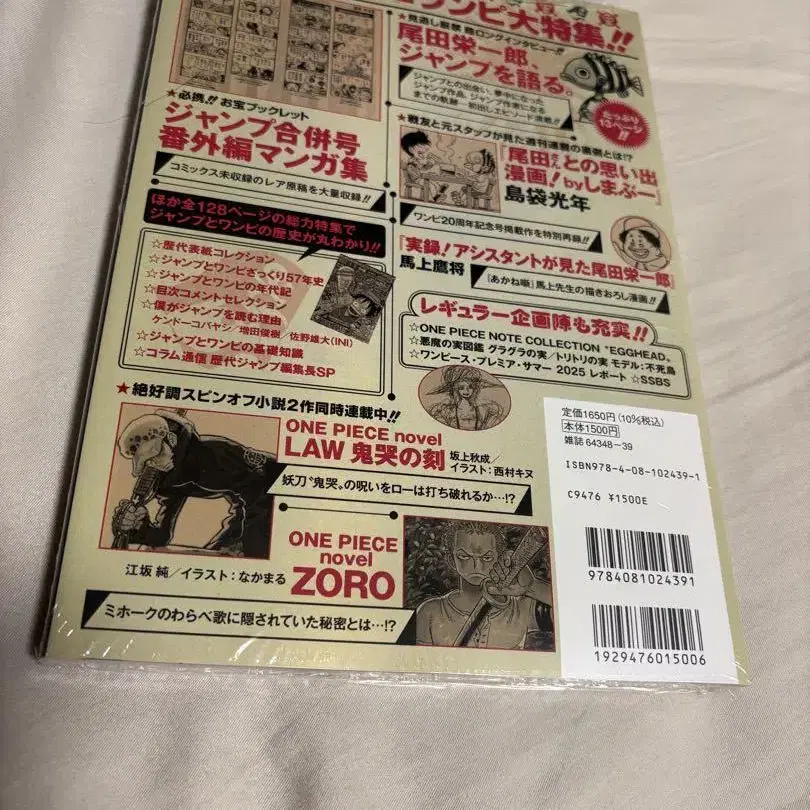 ワンピ大特集!!
尾田栄一郎、
ジャンプを語る。
ジャンプとの出会い、夢中になった
ジャンプ作品、ジャンプ作家になる
までの軌跡…初出しエピソード満載!!
たっぷり
13ページ
!!
★必携!! お宝ブックレット
ジャンプ合併号
番外編マンガ集
コミックス未収録のレア原稿を大量収録!!
★戦友と元スタッフが見た週刊連載の裏側とは!?
「尾田さんとの思い出
漫画!byしまぶー」
島袋光年
ワンピ20周年記念号掲載作を特別再録!!
「実録!アシスタントが見た尾田栄一郎」
馬上鷹将
『あかね噺』馬上先生の描きおろし漫画!!
ほか全128ページの総力特集で
ジャンプとワンピの歴史が丸わかり!!
☆歴代表紙コレクション
☆ジャンプとワンピざっくり57年史
☆ジャンプとワンピの年代記
☆目次コメントセレクション
☆僕がジャンプを読む理由
ケンドーコバヤシ/増田俊樹/佐野雄大(INI)
☆ジャンプとワンピの基礎知識
☆コラム通信 歴代ジャンプ編集長SP
レギュラー企画陣も充実!!
☆ONE PIECE NOTE COLLECTION "EGGHEAD"
☆悪魔の実図鑑 グラグラの実/トリトリの実 モデル:不死鳥
☆ワンピース・プレミア・サマー 2025 レポート ☆SSBS
★絶好調スピンオフ小説2作同時連載中!!
ONE PIECE novel
LAW 鬼哭の刻
坂上秋成/
イラスト:西村キヌ
妖刀〝鬼哭〟の呪いをローは打ち破れるか…!?
ONE PIECE
novel
ZORO
江坂 純/イラスト:なかまる
ミホークのわらべ歌に隠されていた秘密とは…!?
定価1650円(10%税込)
本体1500円
雑誌 64348-39
ISBN978-4-08-102439-1
C9476 ¥1500E
9784081024391
1929476015006